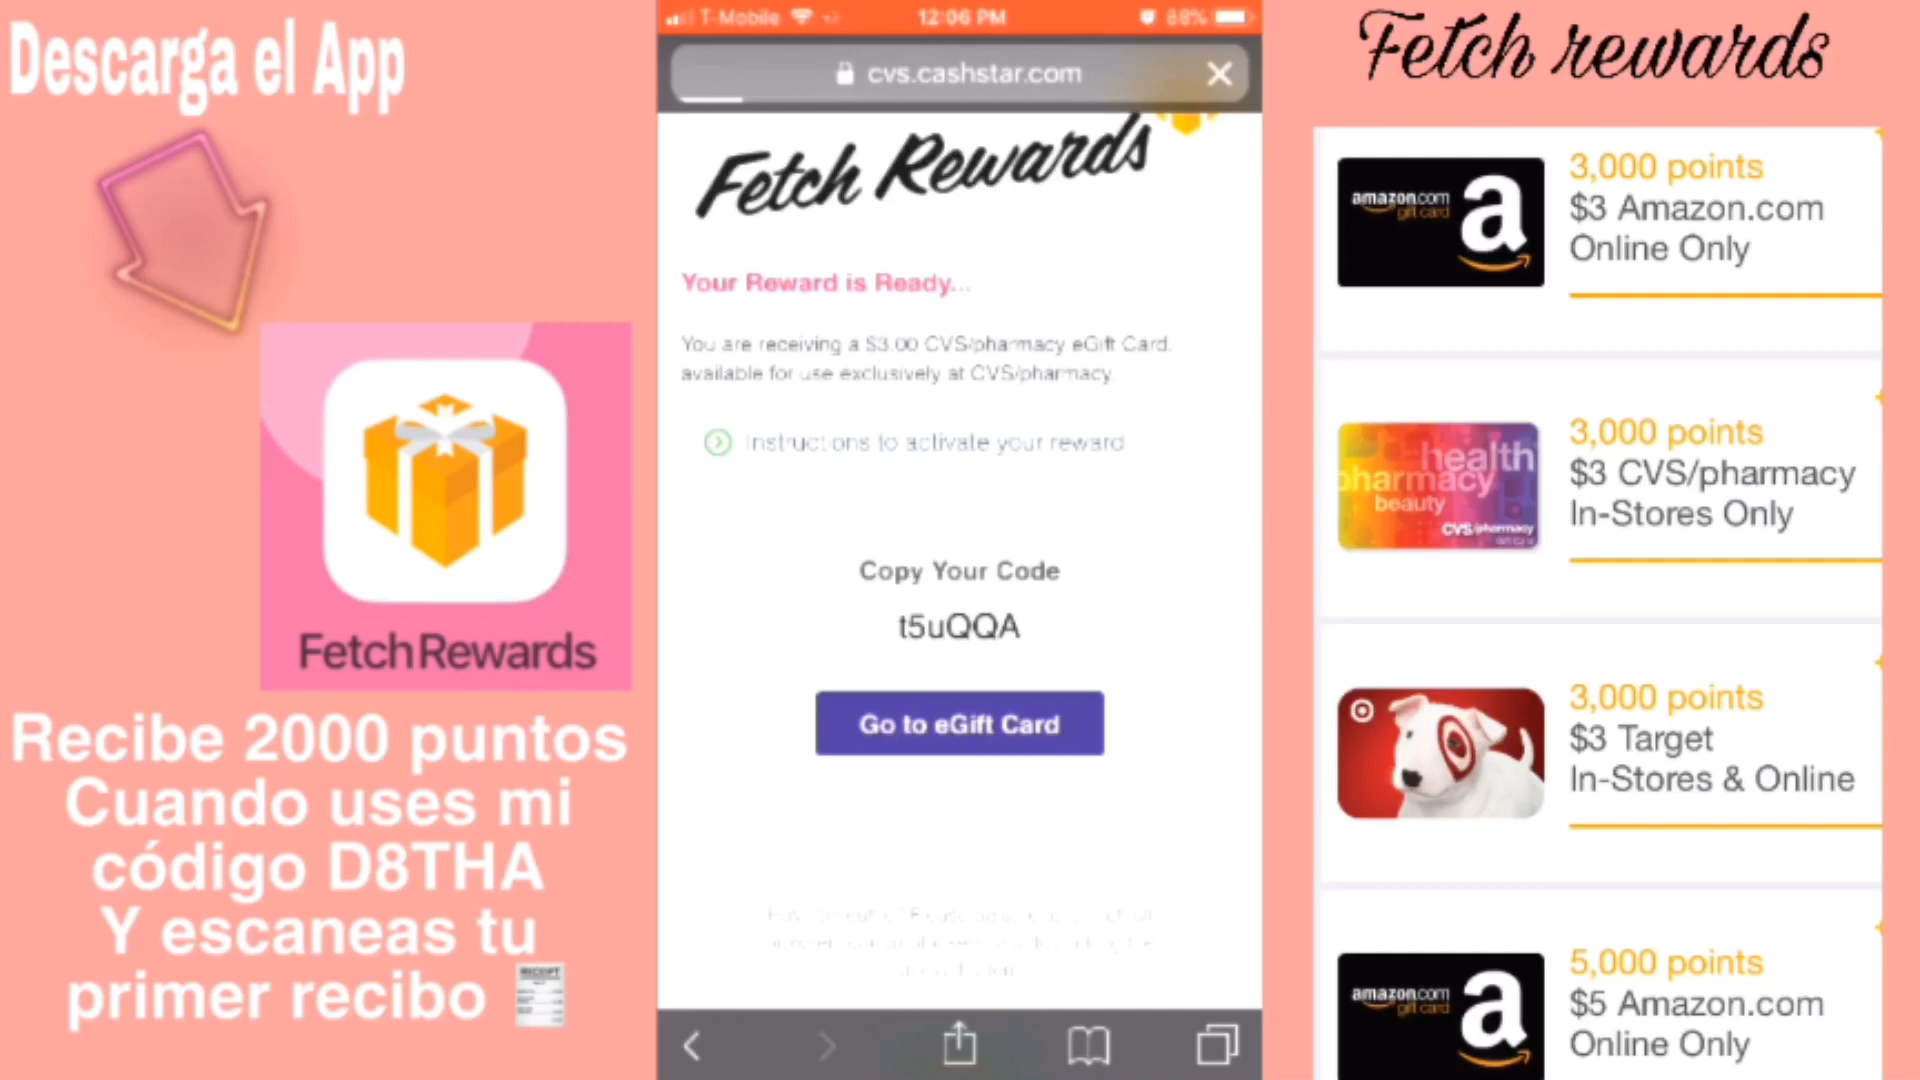 Descarga el App
FetchRewards
Recibe 2000 puntos
Cuando uses mi
código D8THA
Y escaneas tu
primer recibo
RECEIPT
T-Mobile
12:06 PM
88%
cvs.cashstar.com
Fetch Rewards
Your Reward is Ready...
You are receiving a $3.00 CVS/pharmacy eGift Card.
available for use exclusively at CVS/pharmacy.
Instructions to activate your reward
Copy Your Code
t5uQQA
Go to eGift Card
Fetch rewards
amazon.com
gift card
3,000 points
$3 Amazon.com
Online Only
health
pharmacy
beauty
CVS/pharmacy
3,000 points
$3 CVS/pharmacy
In-Stores Only
3,000 points
$3 Target
In-Stores & Online
amazon.com
gift card
5,000 points
$5 Amazon.com
Online Only